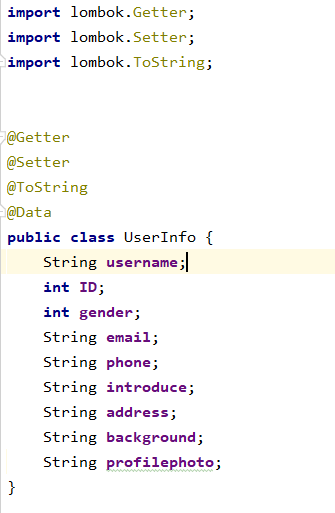 import lombok.Getter;
import lombok.Setter;
import lombok.ToString;
@Getter
@Setter
@ToString
@Data
public class UserInfo {
    String username;
    int ID;
    int gender;
    String email;
    String phone;
    String introduce;
    String address;
    String background;
    String profilephoto;
}